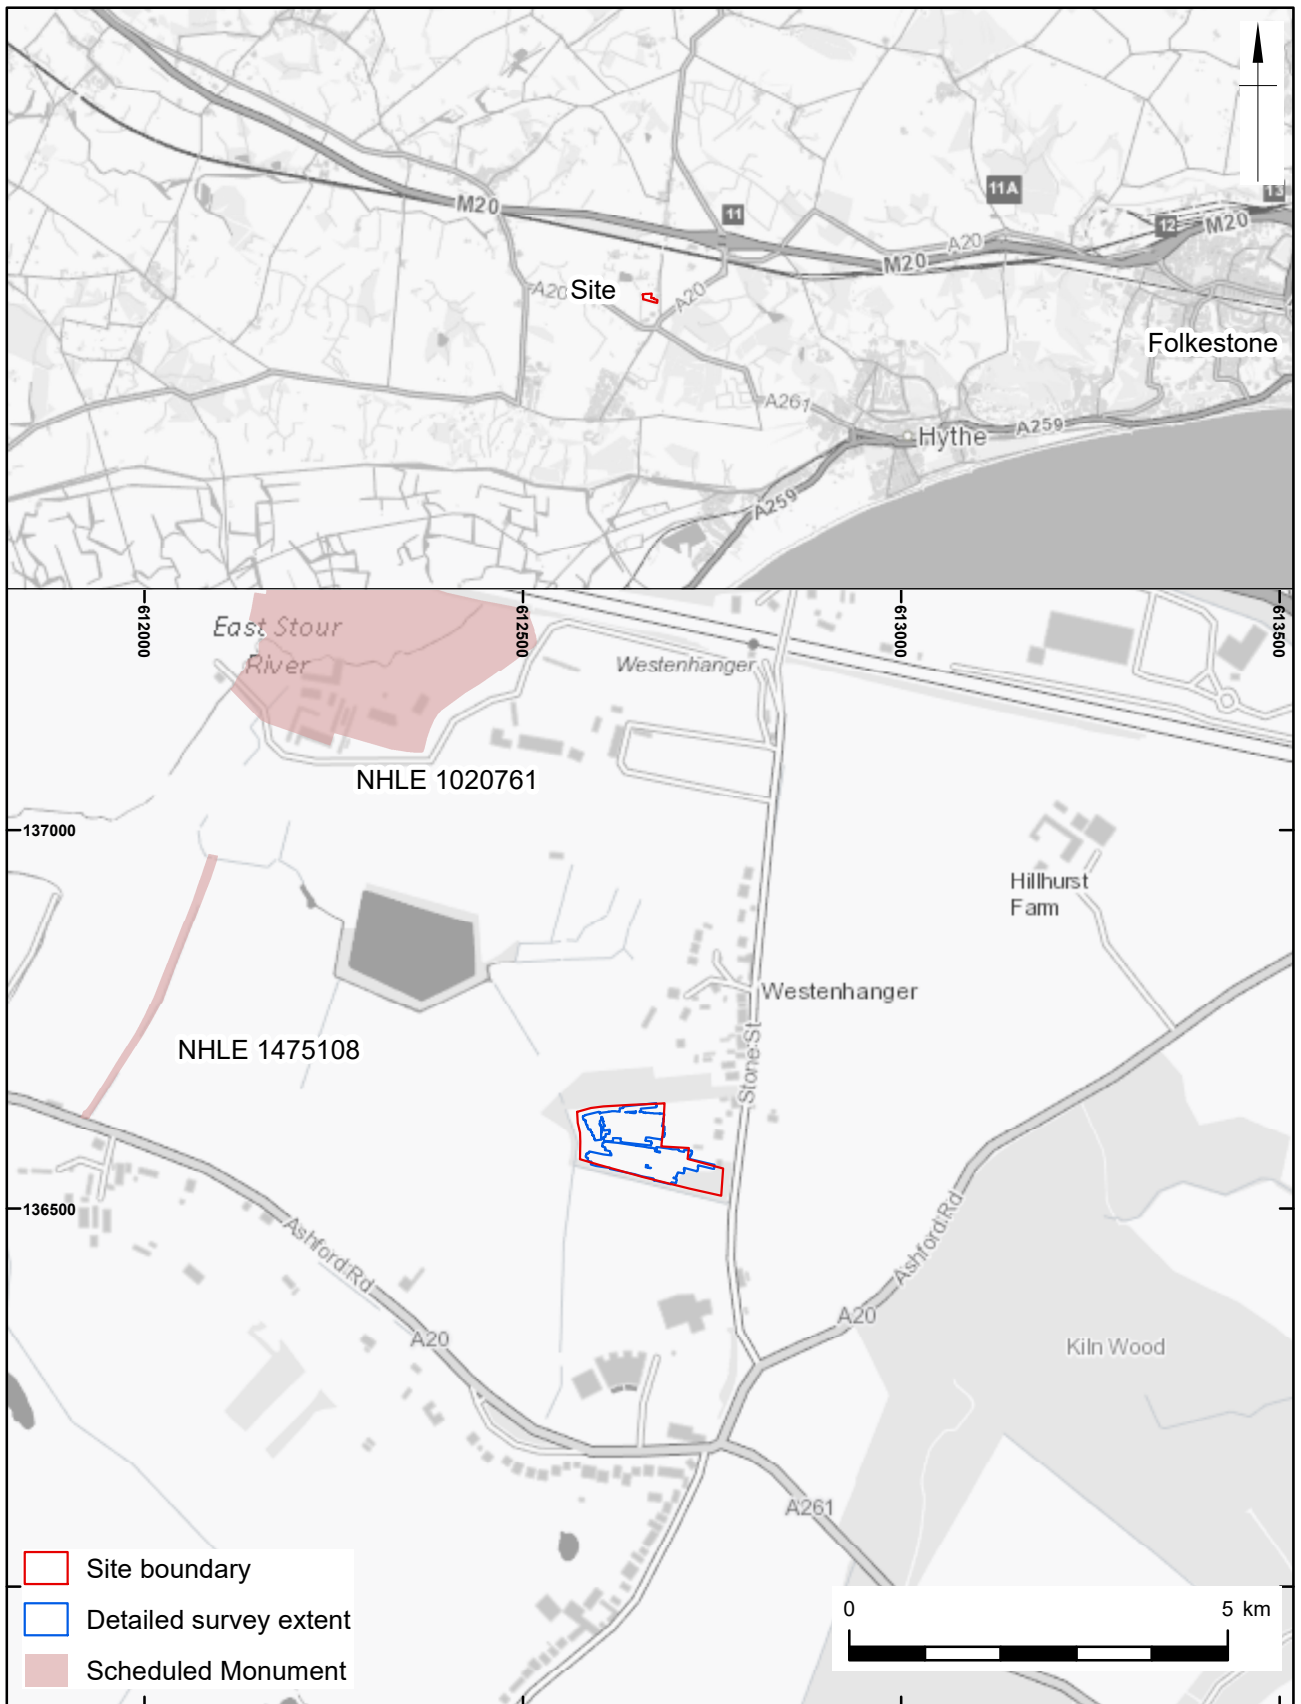 M20
11
11A
12
13
M20
A20
M20
A20
Site
A20
Folkestone
A261
Hythe
A259
A259
612000
612500
613000
613500
East Stour
River
Westenhanger
NHLE 1020761
137000
Hillhurst
Farm
Westenhanger
NHLE 1475108
Stone St
136500
Ashford Rd
Ashford Rd
A20
A20
Kiln Wood
A261
Site boundary
Detailed survey extent
Scheduled Monument
0 5 km